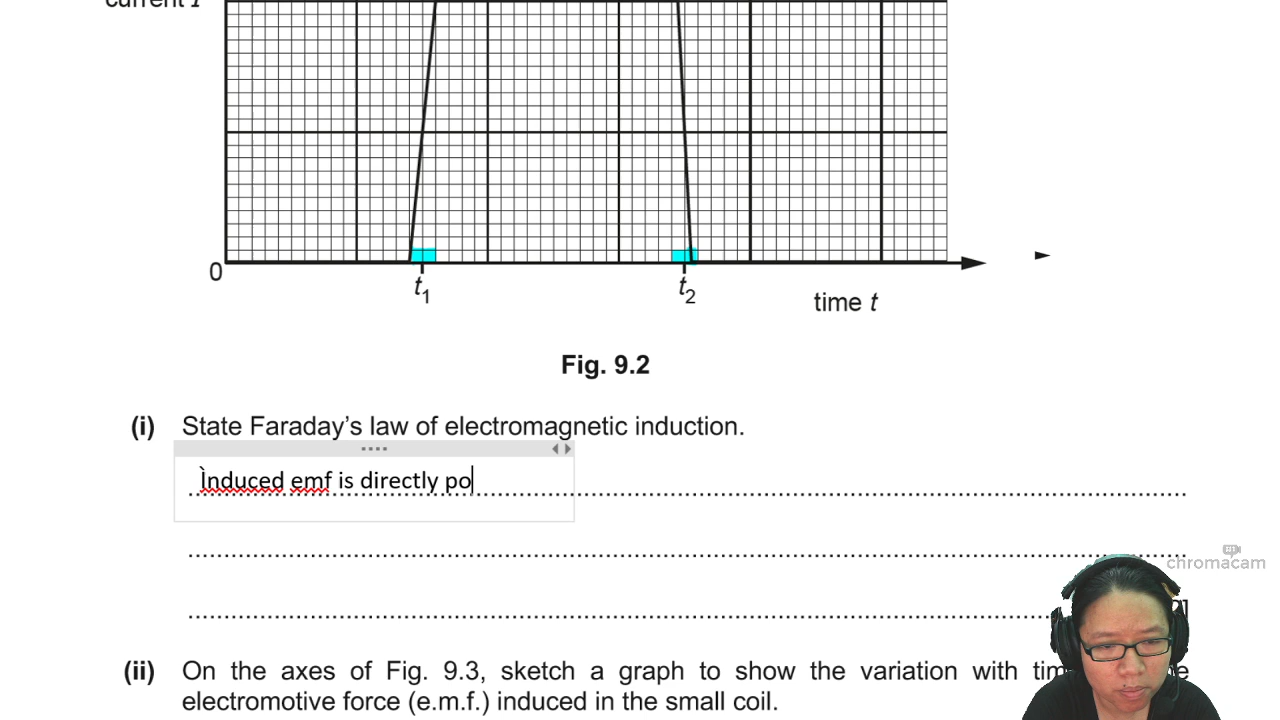 current I
0
t1
t2
time t
Fig. 9.2
(i) State Faraday's law of electromagnetic induction.
Ìnduced emf is directly po
chromacam
(ii) On the axes of Fig. 9.3, sketch a graph to show the variation with
electromotive force (e.m.f.) induced in the small coil.